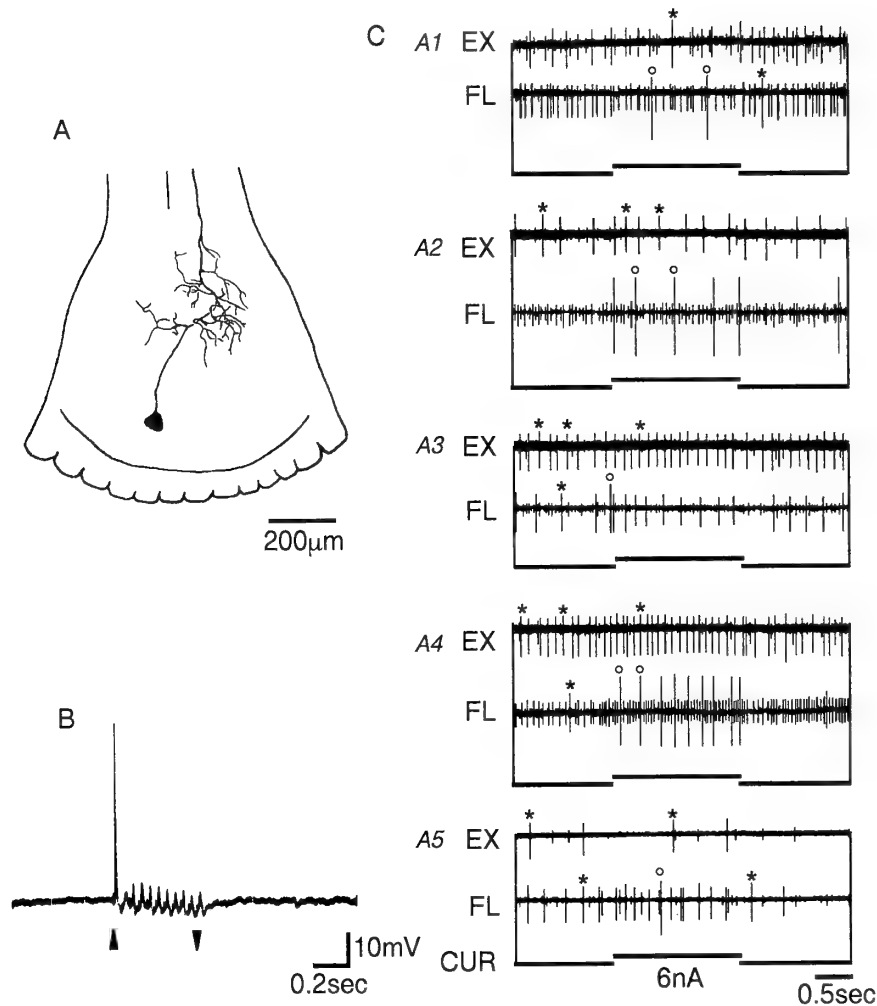 A
200µm
B
10mV
0.2sec
C
A1 EX
*
FL
○ ○ *
A2 EX
* * *
FL
○ ○
A3 EX
* * *
FL
* ○
A4 EX
* * *
FL
* ○ ○
A5 EX
* *
FL
* ○ *
CUR
6nA
0.5sec